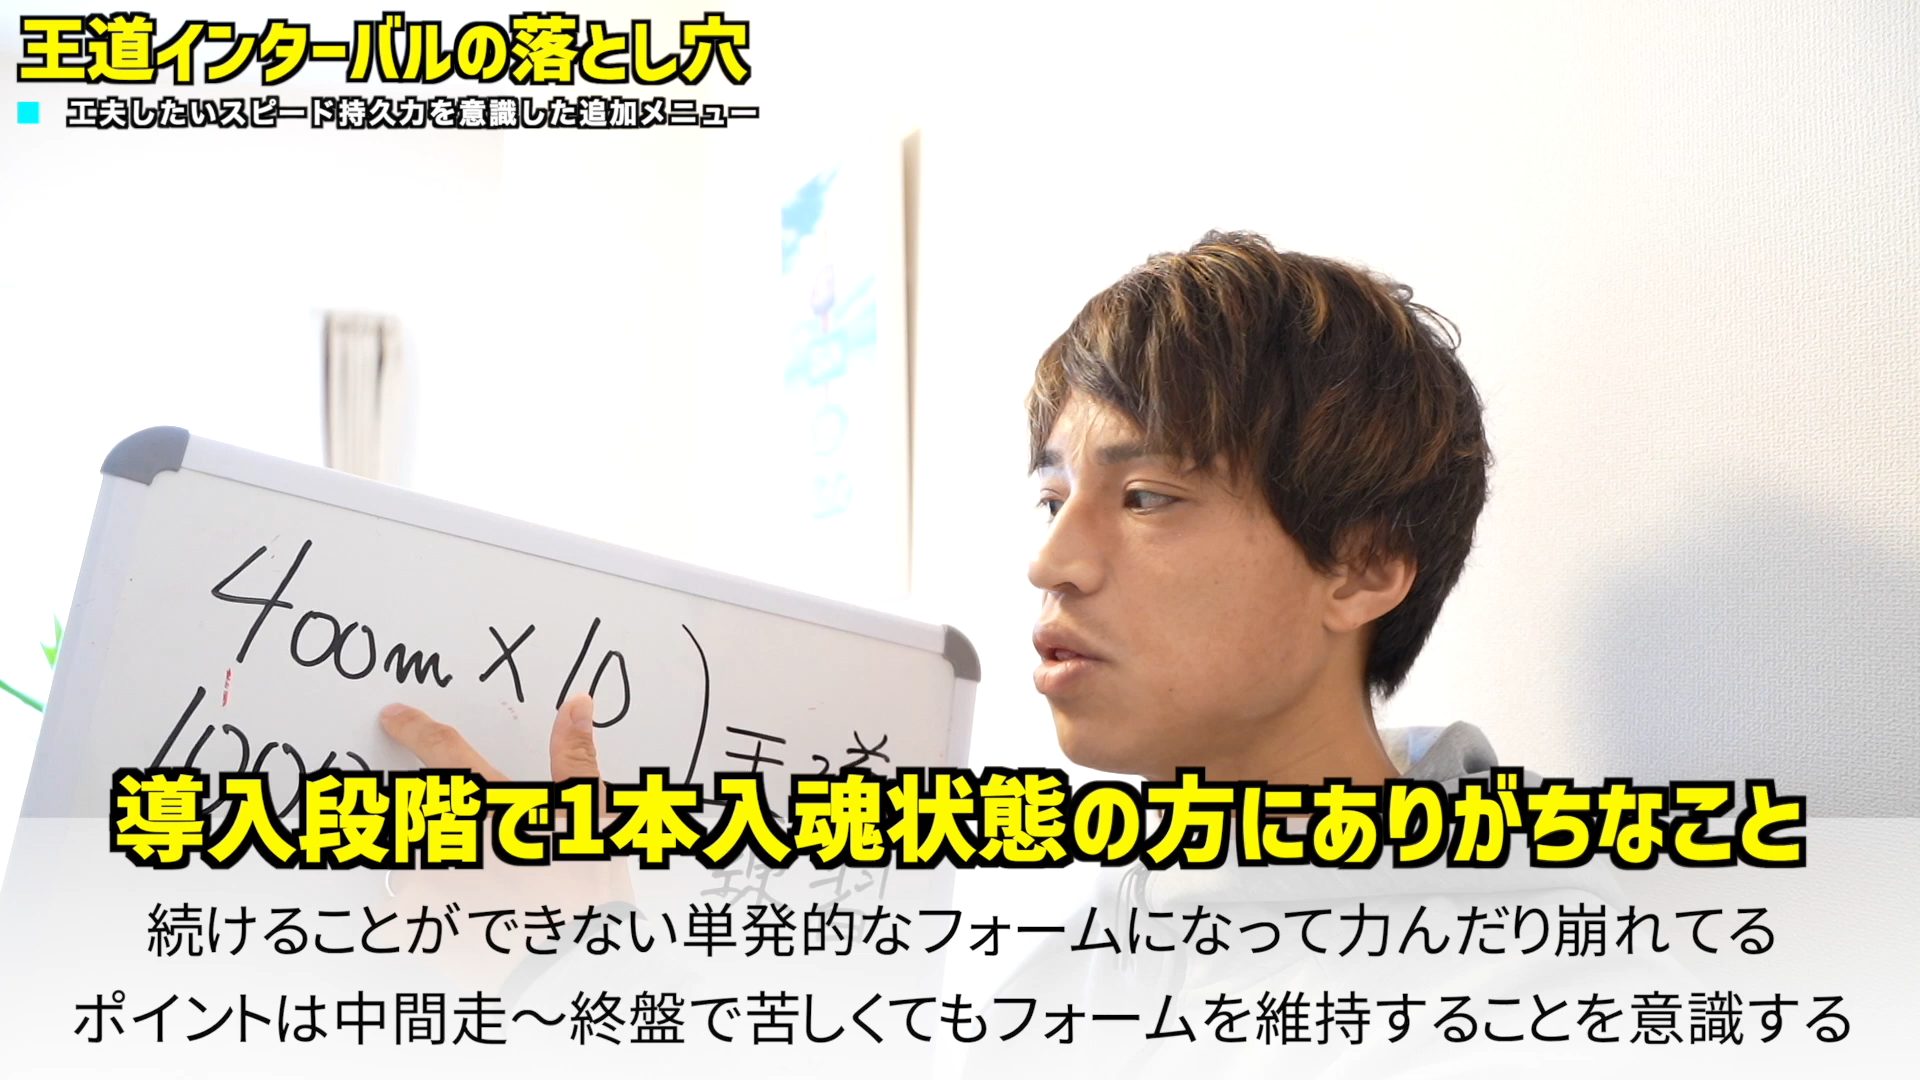 王道インターバルの落とし穴
工夫したいスピード持久力を意識した追加メニュー
400m×10
1000
王道
練習
導入段階で1本入魂状態の方にありがちなこと
続けることができない単発的なフォームになって力んだり崩れてる
ポイントは中間走〜終盤で苦しくてもフォームを維持することを意識する